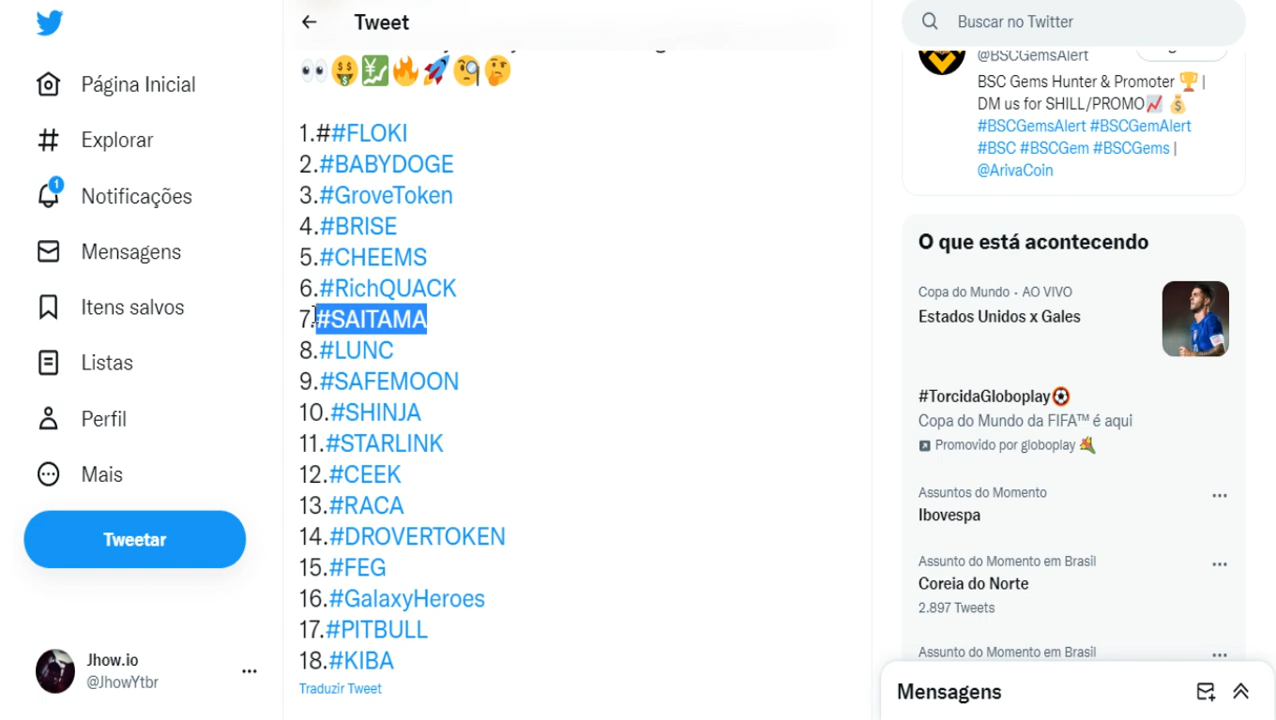 Tweet
Buscar no Twitter
Página Inicial
Explorar
1
Notificações
Mensagens
Itens salvos
Listas
Perfil
Mais
Tweetar
Jhow.io
@JhowYtbr
1.##FLOKI
2.#BABYDOGE
3.#GroveToken
4.#BRISE
5.#CHEEMS
6.#RichQUACK
7.#SAITAMA
8.#LUNC
9.#SAFEMOON
10.#SHINJA
11.#STARLINK
12.#CEEK
13.#RACA
14.#DROVERTOKEN
15.#FEG
16.#GalaxyHeroes
17.#PITBULL
18.#KIBA
Traduzir Tweet
@BSCGemsAlert
BSC Gems Hunter & Promoter 🏆 |
DM us for SHILL/PROMO📈 💰
#BSCGemsAlert #BSCGemAlert
#BSC #BSCGem #BSCGems |
@ArivaCoin
O que está acontecendo
Copa do Mundo · AO VIVO
Estados Unidos x Gales
#TorcidaGloboplay
Copa do Mundo da FIFA™ é aqui
Promovido por globoplay
Assuntos do Momento
Ibovespa
Assunto do Momento em Brasil
Coreia do Norte
2.897 Tweets
Assunto do Momento em Brasil
Mensagens